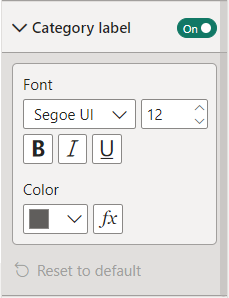 Category label On
Font
Segoe UI 12
B I U
Color
fx
Reset to default